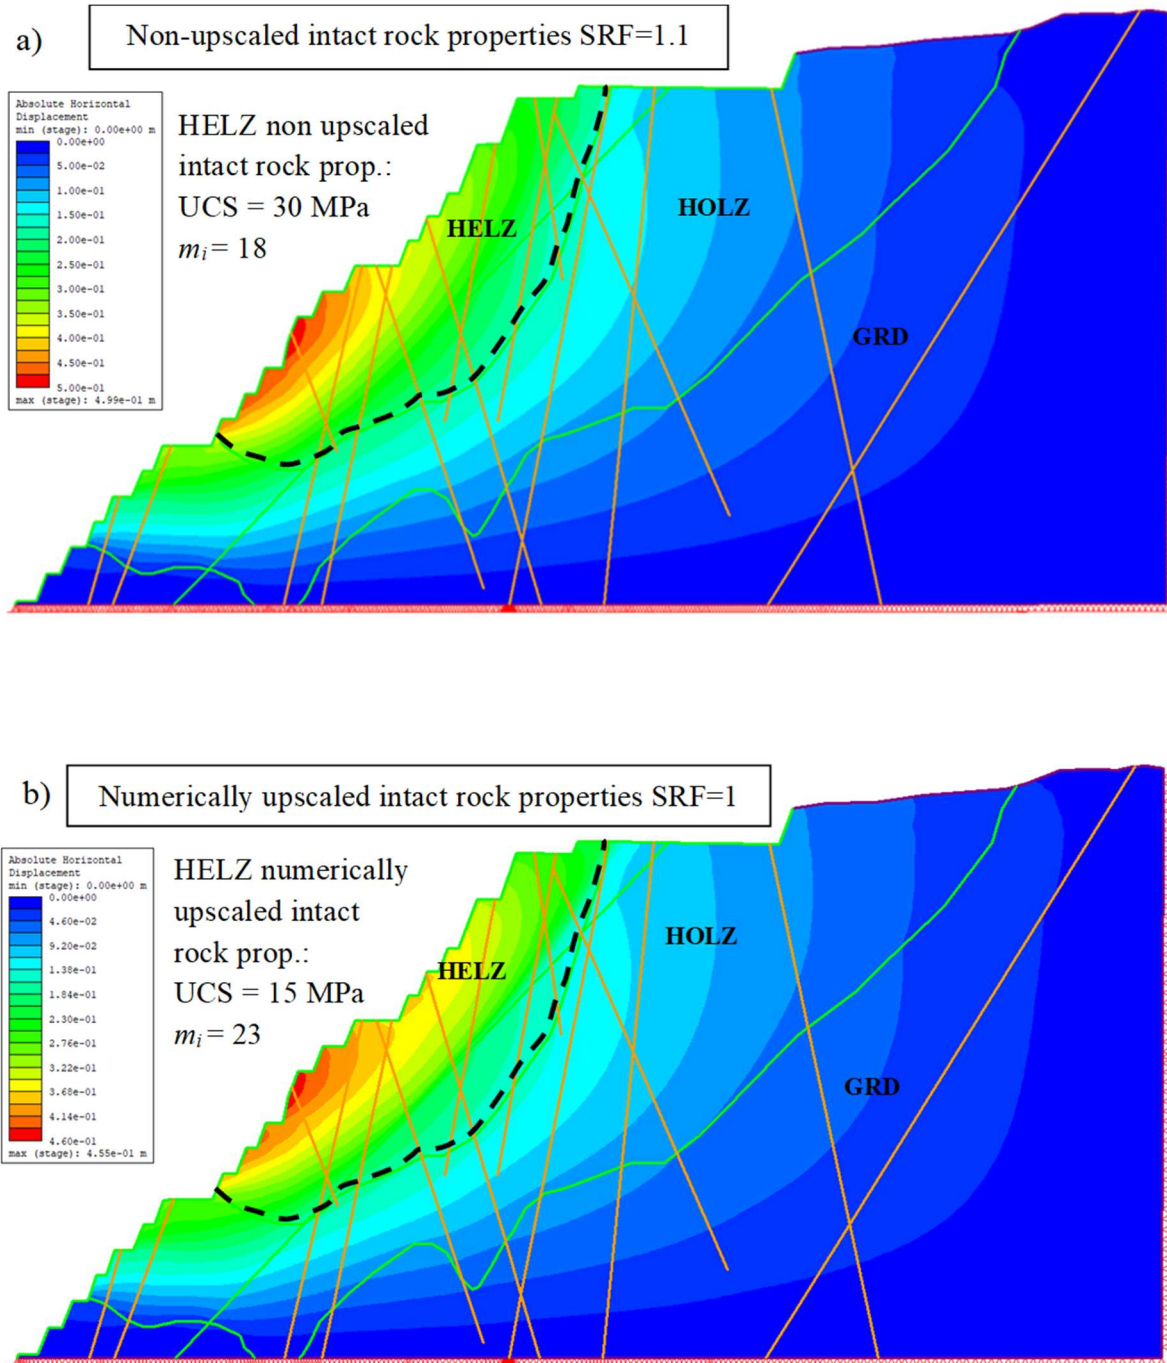 a)
Non-upscaled intact rock properties SRF=1.1
Absolute Horizontal
Displacement
min (stage): 0.00e+00 m
0.00e+00
5.00e-02
1.00e-01
1.50e-01
2.00e-01
2.50e-01
3.00e-01
3.50e-01
4.00e-01
4.50e-01
5.00e-01
max (stage): 4.99e-01 m
HELZ non upscaled
intact rock prop.:
UCS = 30 MPa
mi = 18
HELZ
HOLZ
GRD
b)
Numerically upscaled intact rock properties SRF=1
Absolute Horizontal
Displacement
min (stage): 0.00e+00 m
0.00e+00
4.60e-02
9.20e-02
1.38e-01
1.84e-01
2.30e-01
2.76e-01
3.22e-01
3.68e-01
4.14e-01
4.60e-01
max (stage): 4.55e-01 m
HELZ numerically
upscaled intact
rock prop.:
UCS = 15 MPa
mi = 23
HELZ
HOLZ
GRD